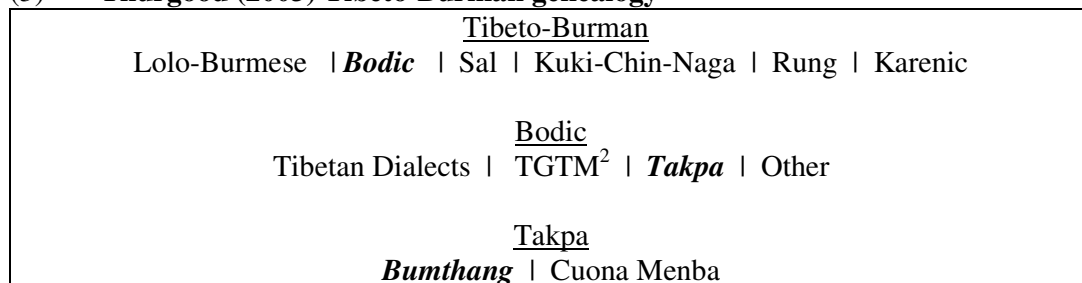 Tibeto-Burman
Lolo-Burmese | Bodic | Sal | Kuki-Chin-Naga | Rung | Karenic
Bodic
Tibetan Dialects | TGTM² | Takpa | Other
Takpa
Bumthang | Cuona Menba